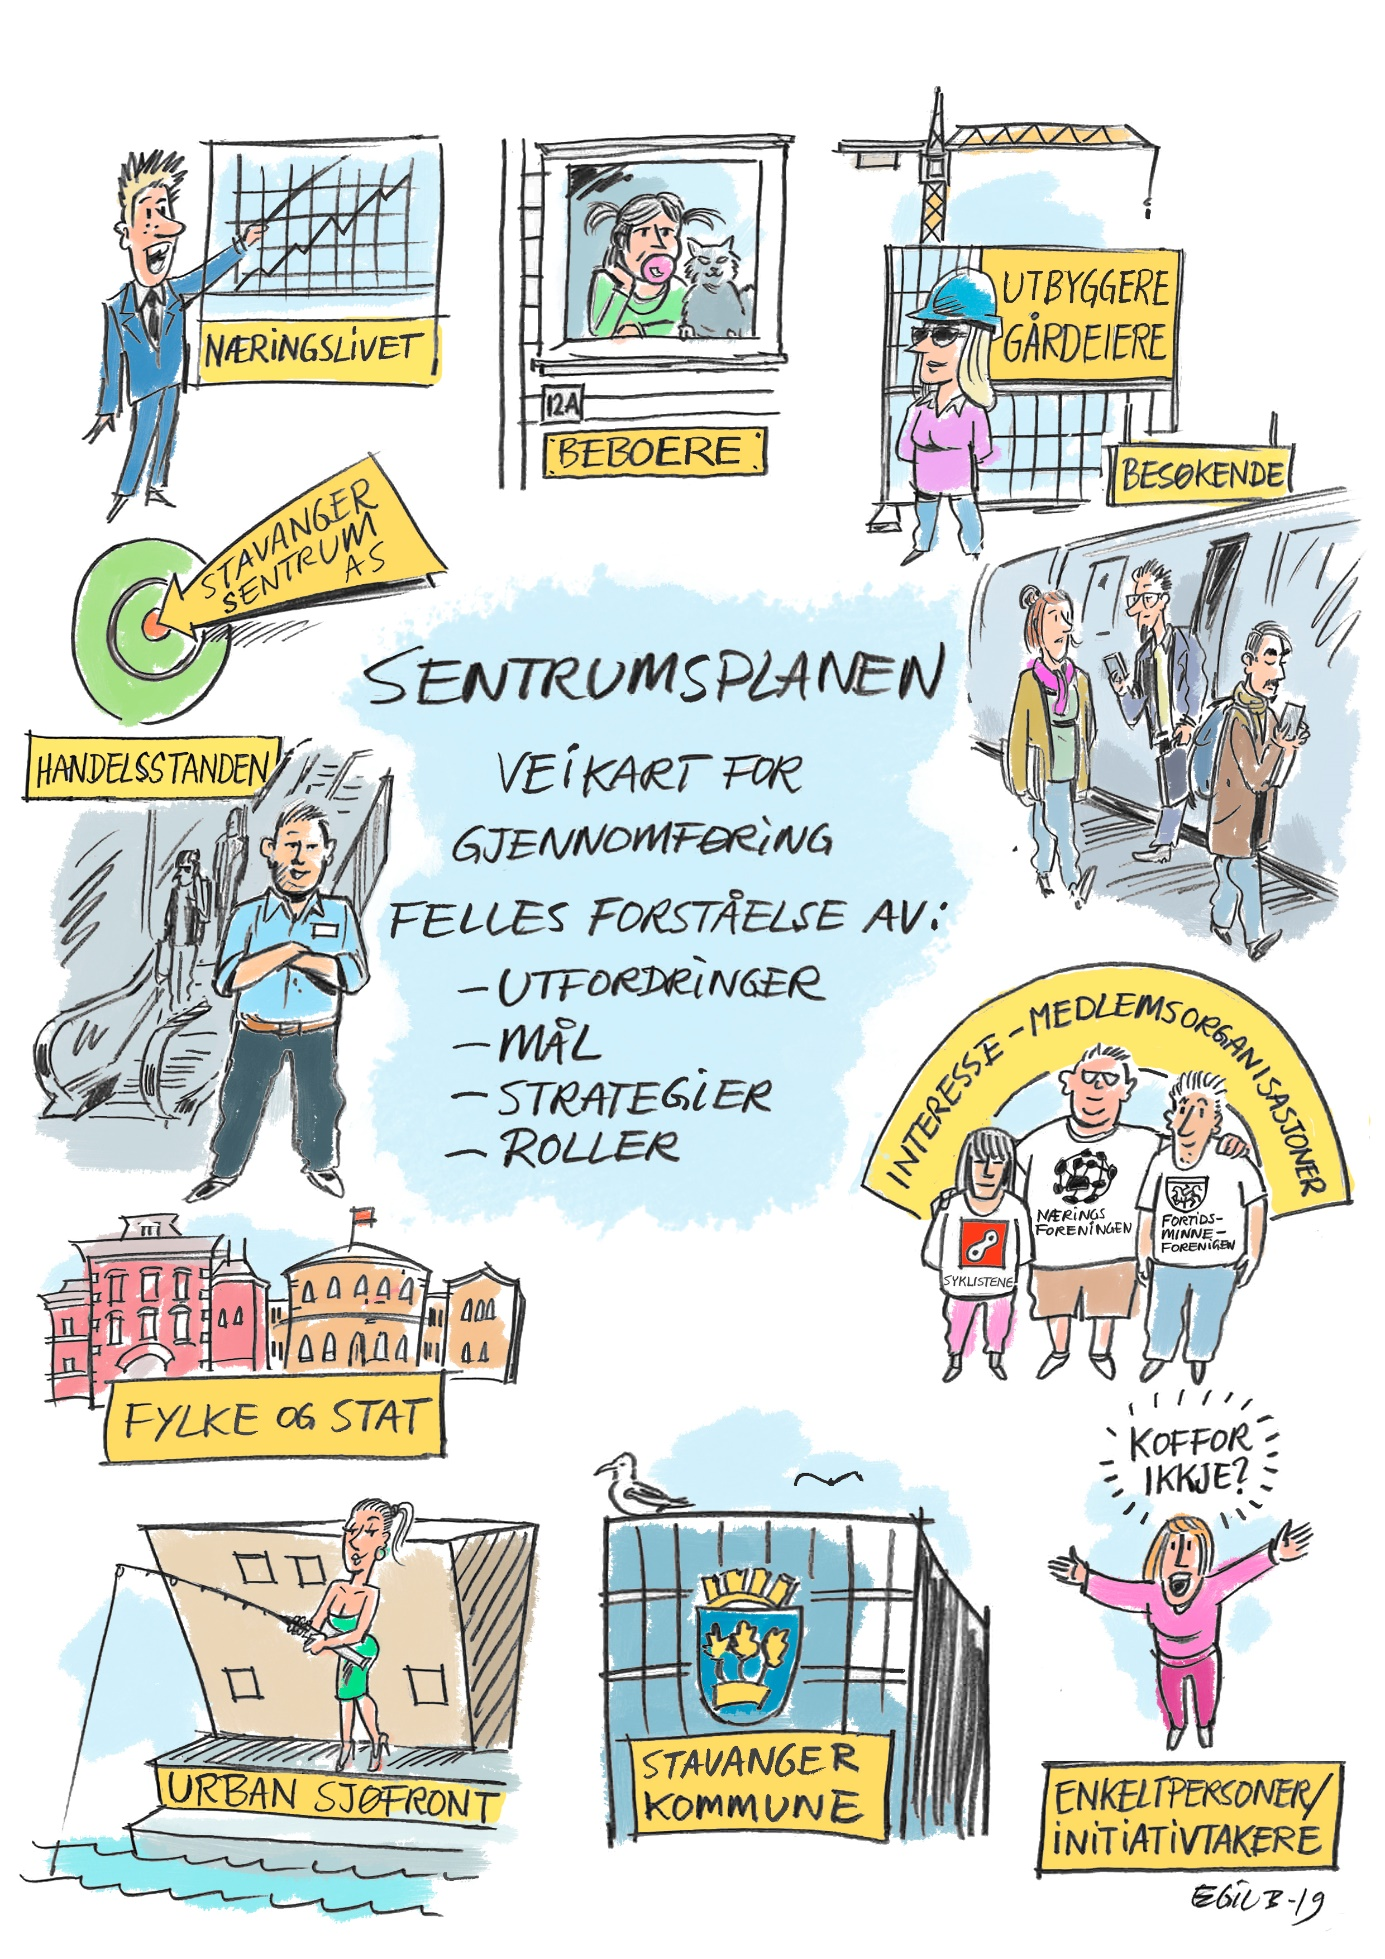 NÆRINGSLIVET
12A
BEBOERE
UTBYGGERE
GÅRDEIERE
BESØKENDE
STAVANGER
SENTRUM
AS
SENTRUMSPLANEN
VEIKART FOR
GJENNOMFØRING
FELLES FORSTÅELSE AV:
– UTFORDRINGER
– MÅL
– STRATEGIER
– ROLLER
HANDELSSTANDEN
INTERESSE-MEDLEMSORGANISASJONER
SYKLISTENE
NÆRINGS
FORENINGEN
FORTIDS-
MINNE-
FORENIGEN
FYLKE OG STAT
KOFFOR
IKKJE?
URBAN SJØFRONT
STAVANGER
KOMMUNE
ENKELTPERSONER/
INITIATIVTAKERE
EGIL B-19